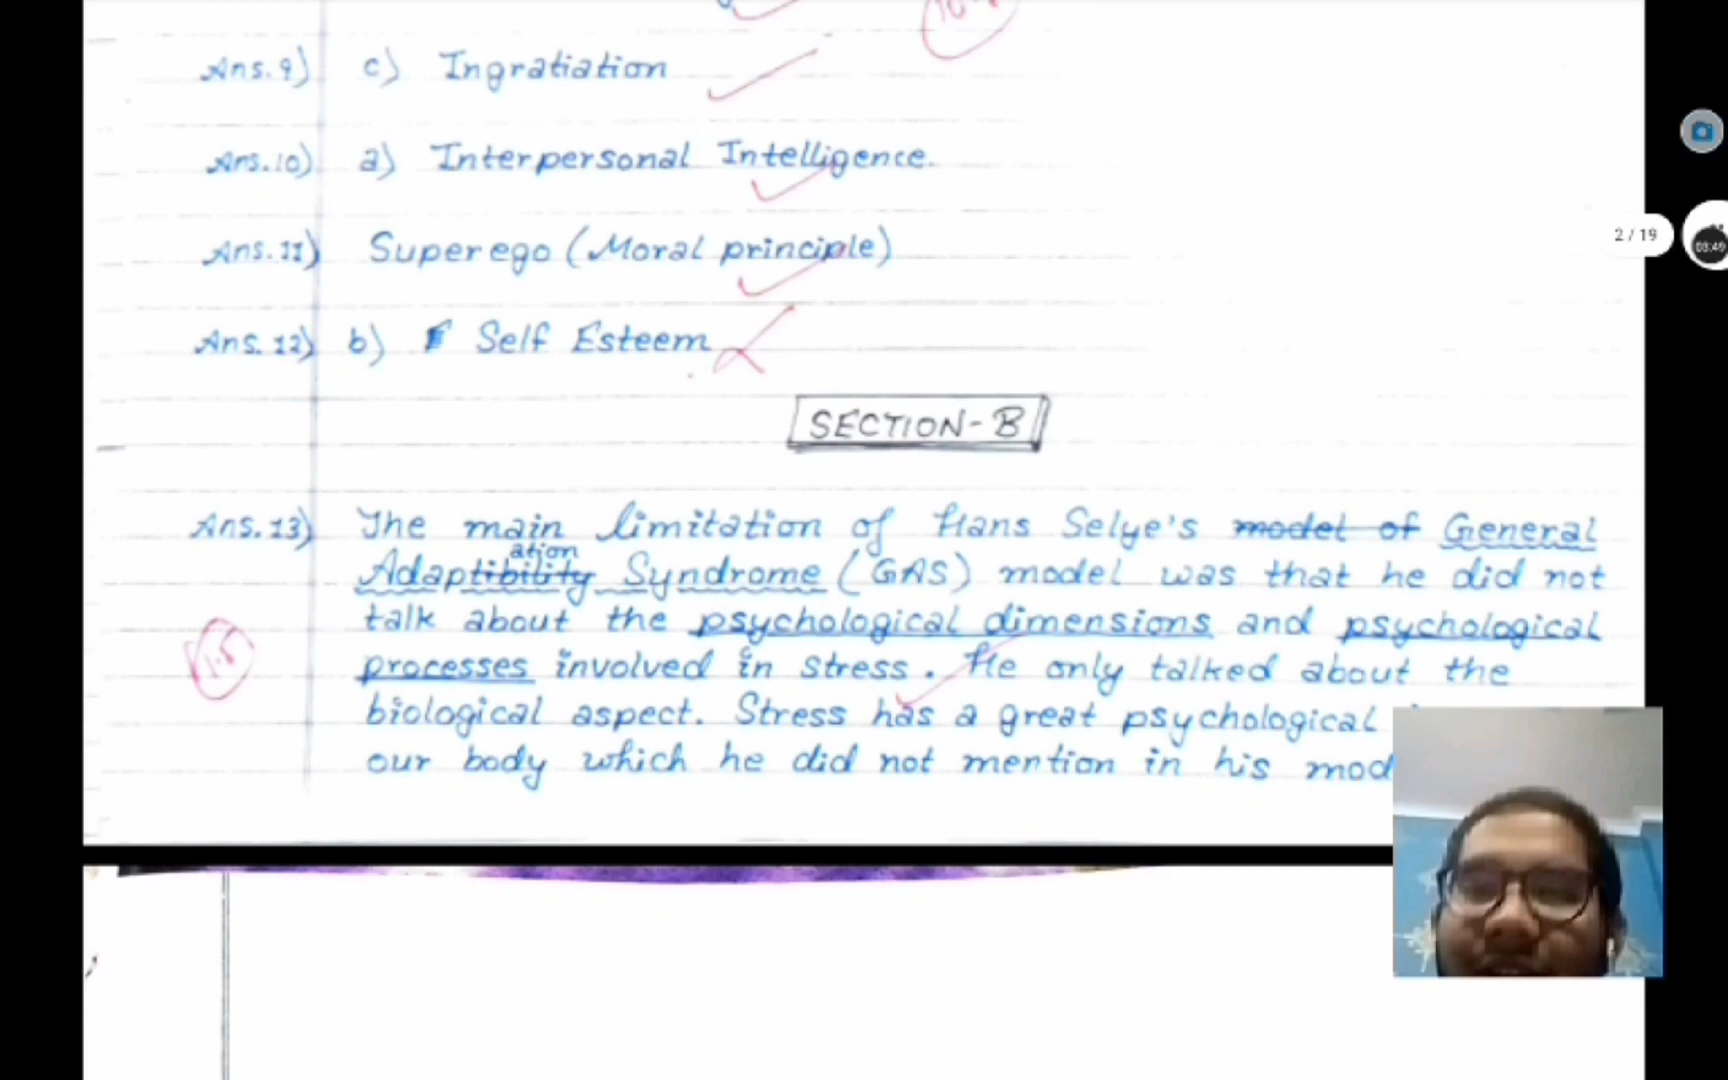 Ans.9) c) Ingratiation
Ans.10) a) Interpersonal Intelligence.
Ans.11) Superego (Moral principle)
2 / 19
03:49
Ans. 12) b) Self Esteem
SECTION-B
Ans.13) The main limitation of Hans Selye's model of General
ation
Adaptibility Syndrome (GAS) model was that he did not
talk about the psychological dimensions and psychological
1.5
processes involved in stress. He only talked about the
biological aspect. Stress has a great psychological
our body which he did not mention in his mod